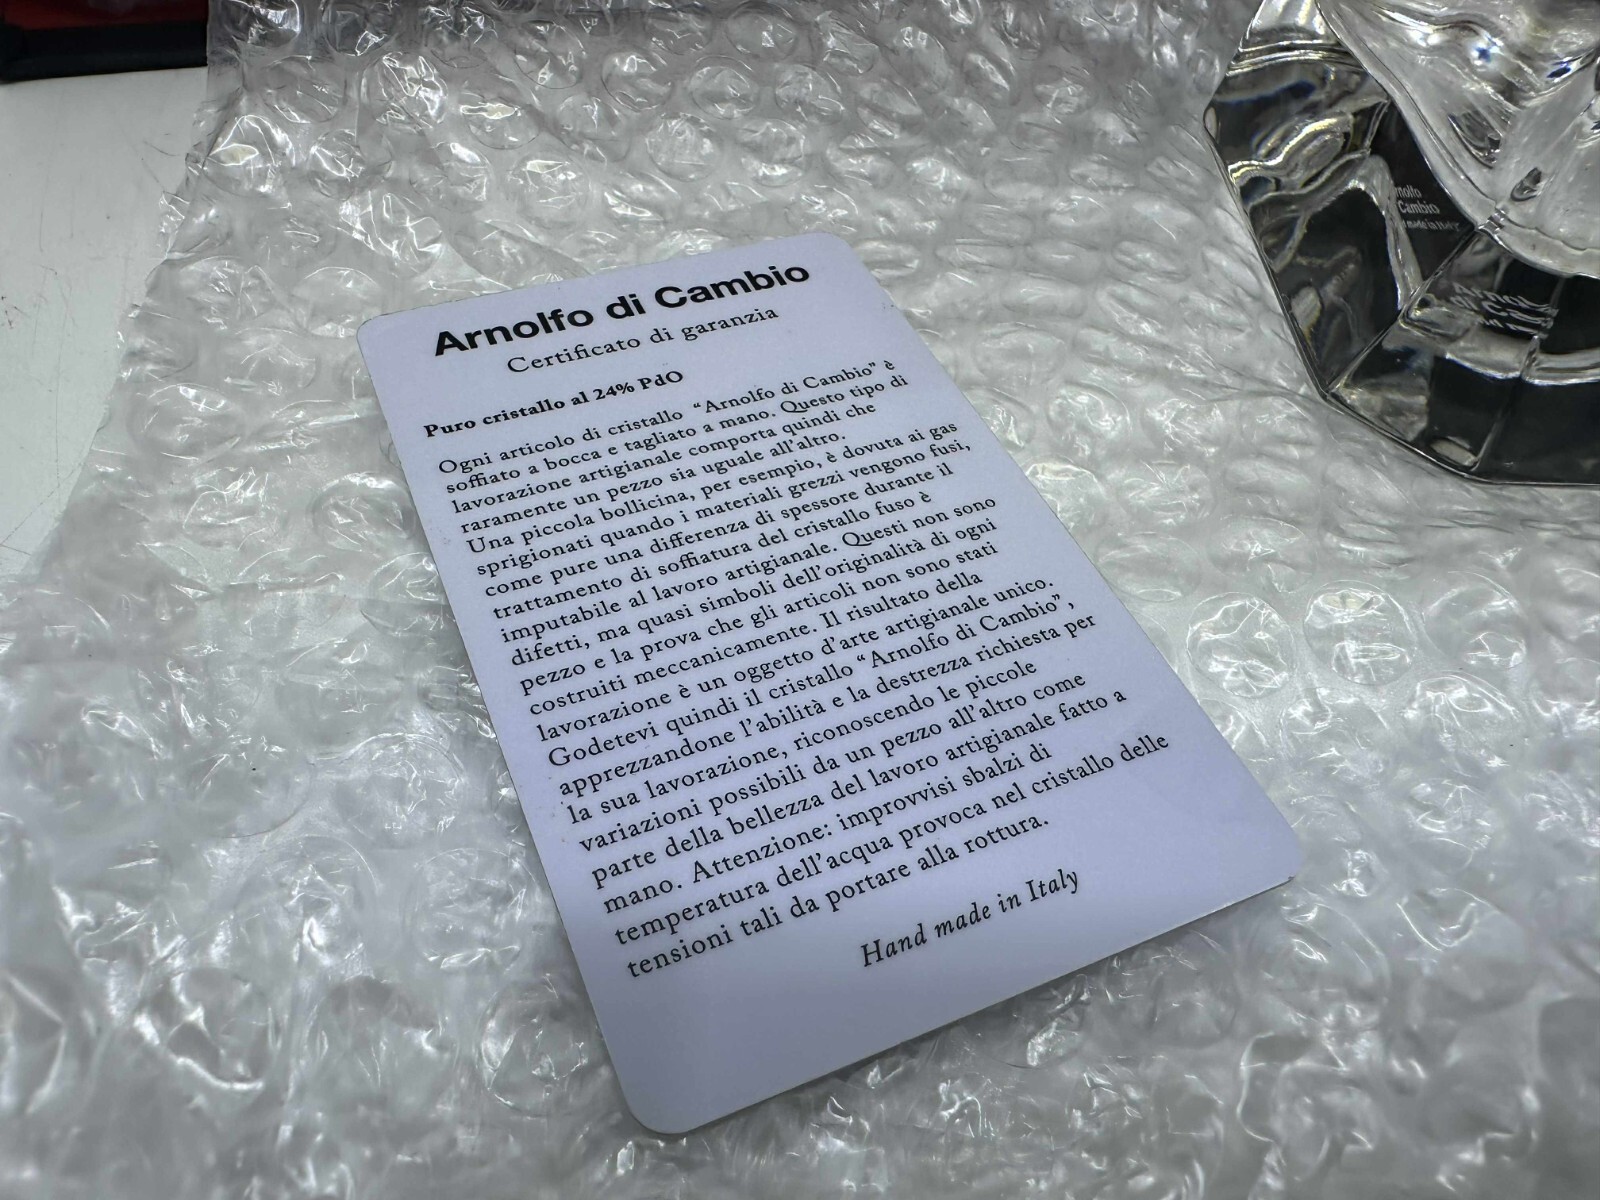 Arnolfo di Cambio
Certificato di garanzia
Puro cristallo al 24% PdO
Ogni articolo di cristallo “Arnolfo di Cambio” è
soffiato a bocca e tagliato a mano. Questo tipo di
lavorazione artigianale comporta quindi che
raramente un pezzo sia uguale all’altro.
Una piccola bollicina, per esempio, è dovuta ai gas
sprigionati quando i materiali grezzi vengono fusi,
come pure una differenza di spessore durante il
trattamento di soffiatura del cristallo fuso è
imputabile al lavoro artigianale. Questi non sono
difetti, ma quasi simboli dell’originalità di ogni
pezzo e la prova che gli articoli non sono stati
costruiti meccanicamente. Il risultato della
lavorazione è un oggetto d’arte artigianale unico.
Godetevi quindi il cristallo “Arnolfo di Cambio”,
apprezzandone l’abilità e la destrezza richiesta per
la sua lavorazione, riconoscendo le piccole
variazioni possibili da un pezzo all’altro come
parte della bellezza del lavoro artigianale fatto a
mano. Attenzione: improvvisi sbalzi di
temperatura dell’acqua provoca nel cristallo delle
tensioni tali da portare alla rottura.
Hand made in Italy
Cambio
made in Italy